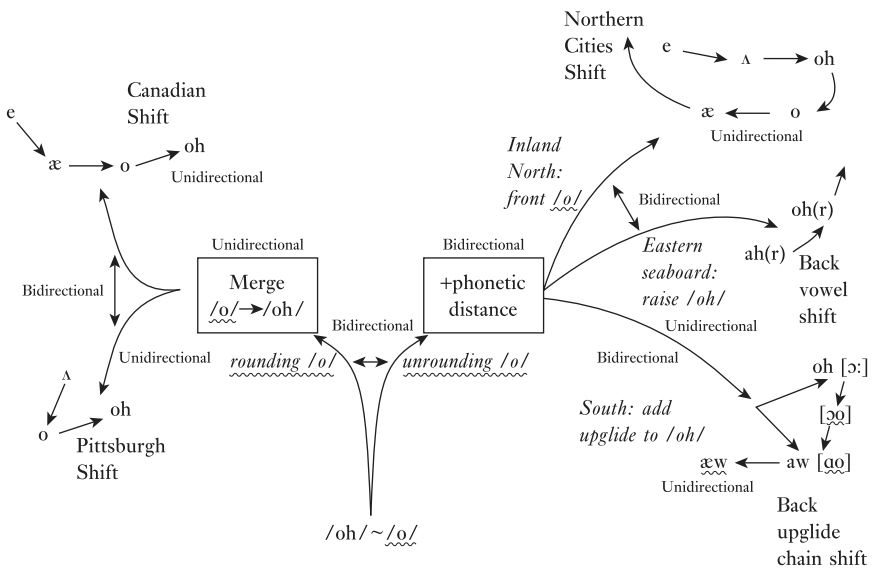 Canadian
Shift
e
æ
o
oh
Unidirectional
Bidirectional
Unidirectional
ʌ
oh
o
Pittsburgh
Shift
Unidirectional
Merge
/o/→/oh/
rounding /o/
Bidirectional
/oh/~/o/
unrounding /o/
Bidirectional
+phonetic
distance
Northern
Cities
Shift
e
ʌ
oh
æ
o
Unidirectional
Inland
North:
front /o/
Bidirectional
Eastern
seaboard:
raise /oh/
oh(r)
ah(r)
Back
vowel
shift
Unidirectional
Bidirectional
South: add
upglide to /oh/
oh [ɔ:]
[ɔo]
æw
aw [ɑo]
Unidirectional
Back
upglide
chain shift